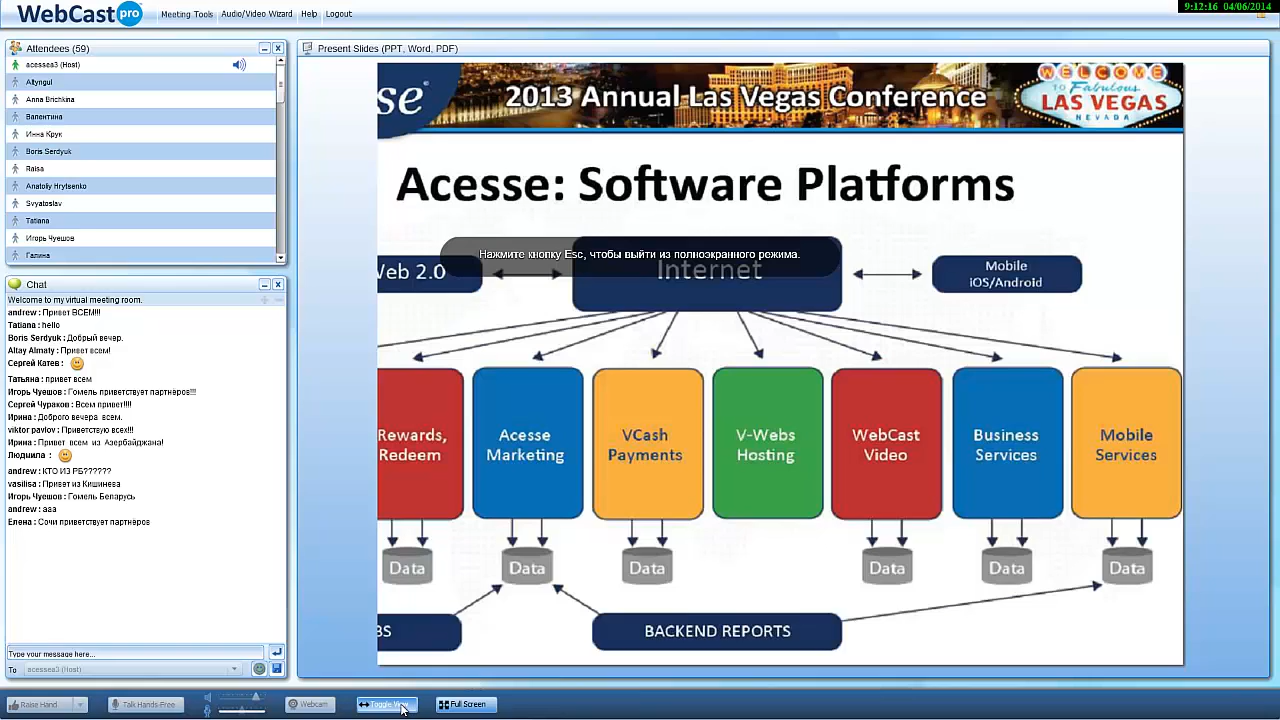 WebCast pro
Meeting Tools Audio/Video Wizard Help Logout
9:12:16 04/06/2014
Attendees (59)
acessea3 (Host)
Altyngul
Anna Brichkina
Валентина
Инна Крук
Boris Serdyuk
Raisa
Anatoliy Hrytsenko
Svyatoslav
Tatiana
Игорь Чуешов
Галина
Chat
Welcome to my virtual meeting room.
andrew : Привет ВСЕМ!!!
Tatiana : hello
Boris Serdyuk : Добрый вечер.
Altay Almaty : Привет всем!
Сергей Катев :
Татьяна : привет всем
Игорь Чуешов : Гомель приветствует партнёров!!!
Сергей Чураков : Всем привет!!!!
Ирина : Доброго вечера всем.
viktor pavlov : Приветствую всех!!!
Ирина : Привет всем из Азербайджана!
Людмила :
andrew : КТО ИЗ РБ??????
vasilisa : Привет из Кишинева
Игорь Чуешов : Гомель Беларусь
andrew : ааа
Елена : Сочи приветствует партнёров
Type your message here...
To acessea3 (Host)
Present Slides (PPT, Word, PDF)
se®
2013 Annual Las Vegas Conference
WELCOME
TO Fabulous
LAS VEGAS
NEVADA
Acesse: Software Platforms
Нажмите кнопку Esc, чтобы выйти из полноэкранного режима.
Web 2.0
Internet
Mobile
iOS/Android
Rewards,
Redeem
Acesse
Marketing
VCash
Payments
V-Webs
Hosting
WebCast
Video
Business
Services
Mobile
Services
Data Data Data Data Data Data
BS
BACKEND REPORTS
Raise Hand Talk Hands-Free Webcam Toggle View Full Screen